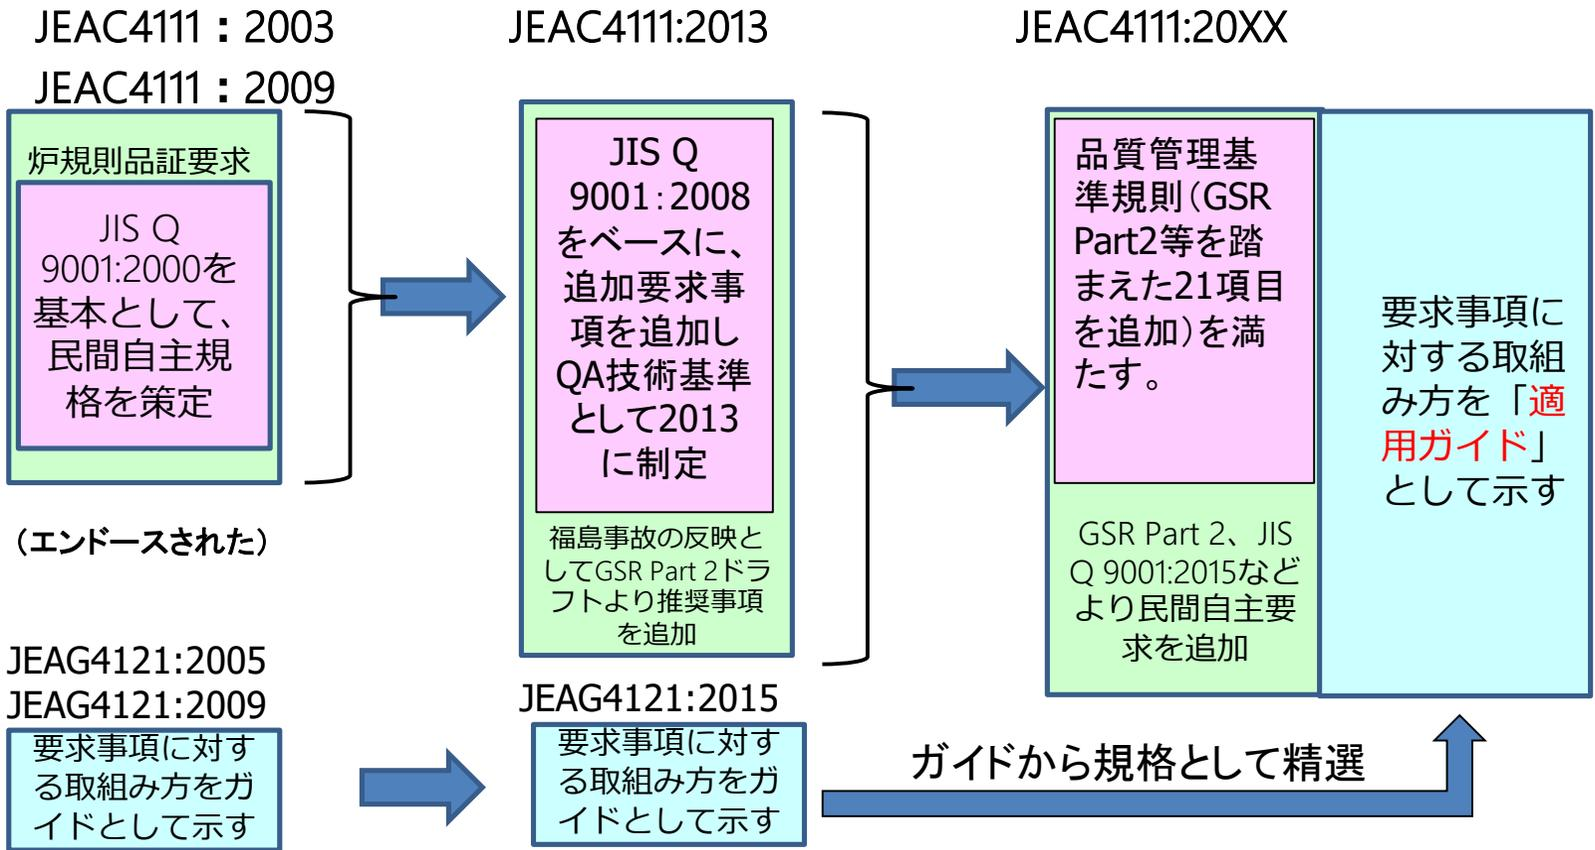 JEAC4111：2003
JEAC4111：2009
炉規則品証要求
JIS Q
9001:2000を
基本として、
民間自主規
格を策定
（エンドースされた）
JEAC4111:2013
JIS Q
9001：2008
をベースに、
追加要求事
項を追加し
QA技術基準
として2013
に制定
福島事故の反映と
してGSR Part 2ドラ
フトより推奨事項
を追加
JEAC4111:20XX
品質管理基
準規則（GSR
Part2等を踏
まえた21項目
を追加）を満
たす。
GSR Part 2、JIS
Q 9001:2015など
より民間自主要
求を追加
要求事項に
対する取組
み方を「適
用ガイド」
として示す
JEAG4121:2005
JEAG4121:2009
要求事項に対す
る取組み方をガ
イドとして示す
JEAG4121:2015
要求事項に対す
る取組み方をガ
イドとして示す
ガイドから規格として精選